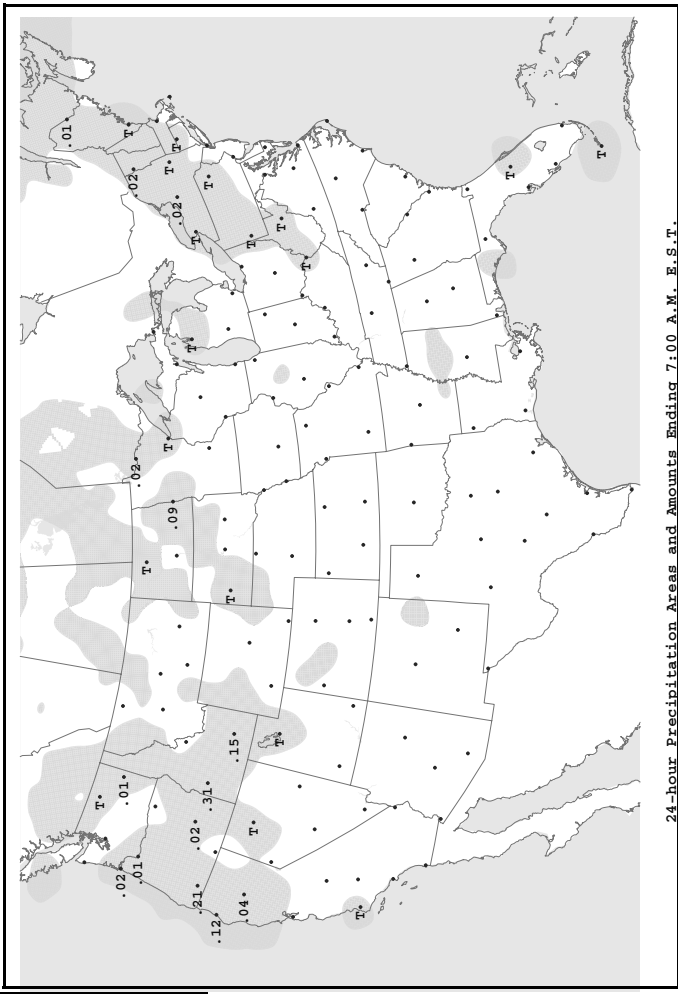 .01
T
.02
.01
T
.02
.02
.01
T
T
T
.09
T
.02
T
.02
T
.21
T
.31
.12
T
.15
.04
T
T
T
T
T
T
T
T
24-hour Precipitation Areas and Amounts Ending 7:00 A.M. E.S.T.